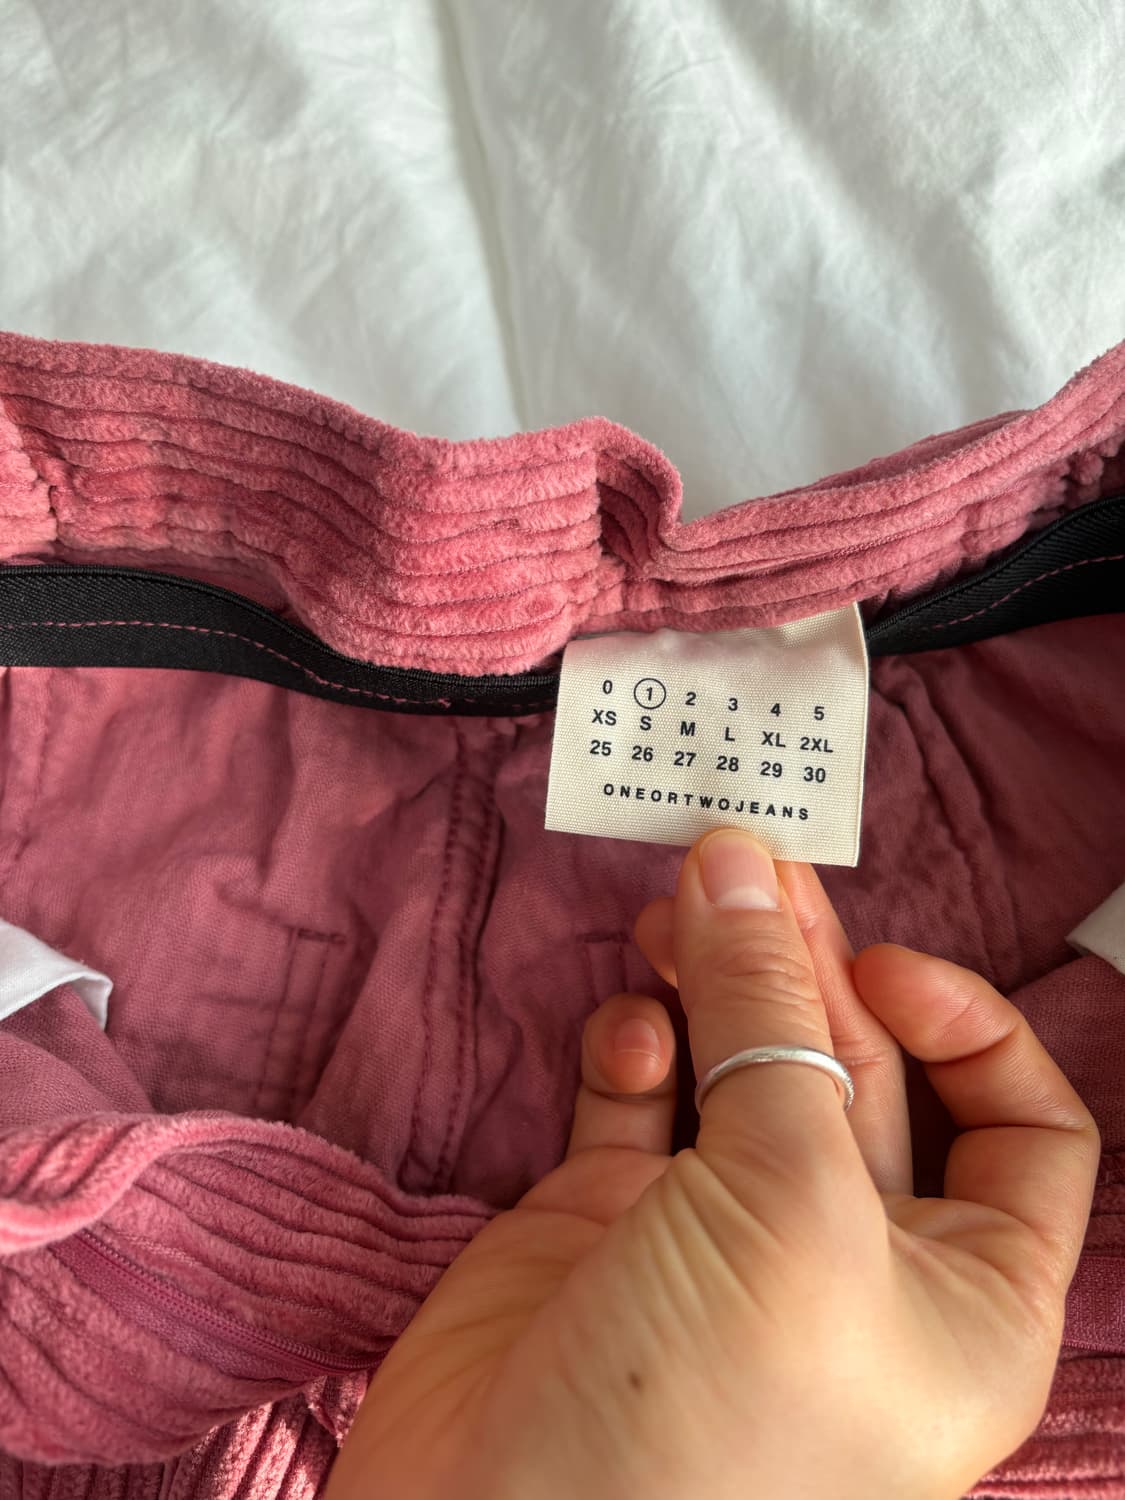 0 1 2 3 4 5
XS S M L XL 2XL
25 26 27 28 29 30
ONEORTWOJEANS